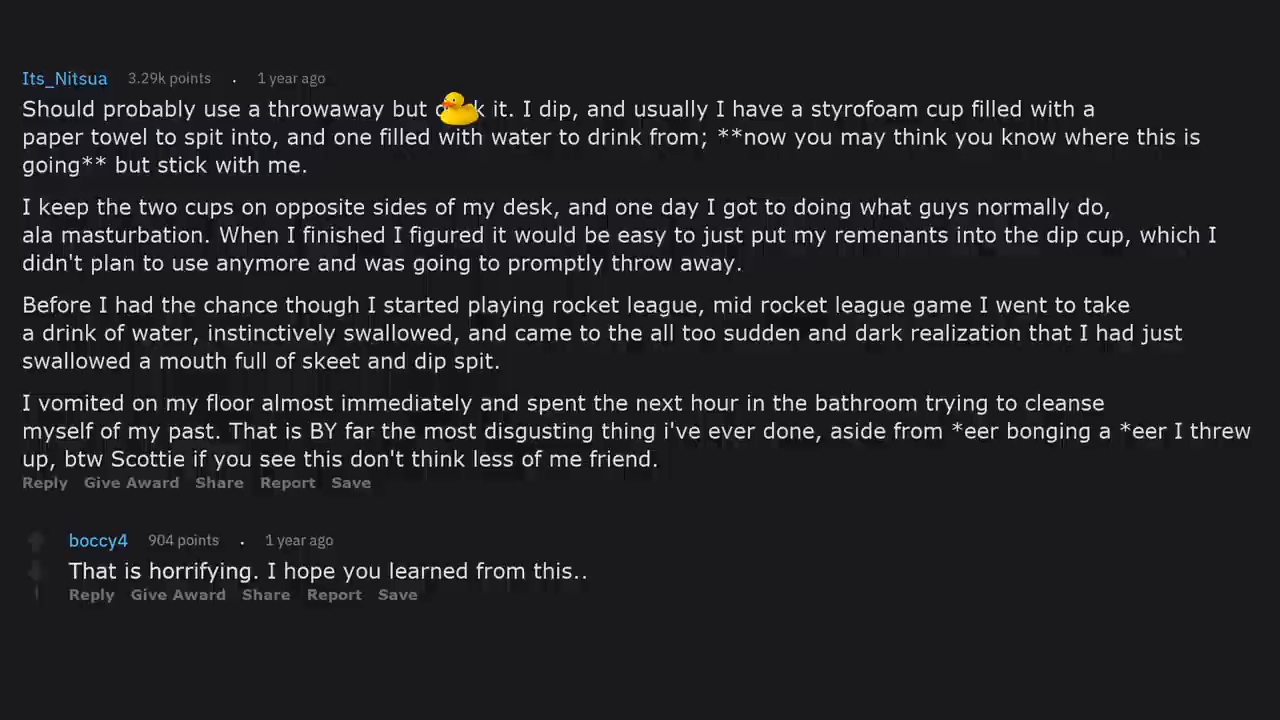 Its_Nitsua 3.29k points . 1 year ago
Should probably use a throwaway but k it. I dip, and usually I have a styrofoam cup filled with a
paper towel to spit into, and one filled with water to drink from; **now you may think you know where this is
going** but stick with me.
I keep the two cups on opposite sides of my desk, and one day I got to doing what guys normally do,
ala masturbation. When I finished I figured it would be easy to just put my remenants into the dip cup, which I
didn't plan to use anymore and was going to promptly throw away.
Before I had the chance though I started playing rocket league, mid rocket league game I went to take
a drink of water, instinctively swallowed, and came to the all too sudden and dark realization that I had just
swallowed a mouth full of skeet and dip spit.
I vomited on my floor almost immediately and spent the next hour in the bathroom trying to cleanse
myself of my past. That is BY far the most disgusting thing i've ever done, aside from *eer bonging a *eer I threw
up, btw Scottie if you see this don't think less of me friend.
Reply Give Award Share Report Save
boccy4 904 points . 1 year ago
That is horrifying. I hope you learned from this..
Reply Give Award Share Report Save